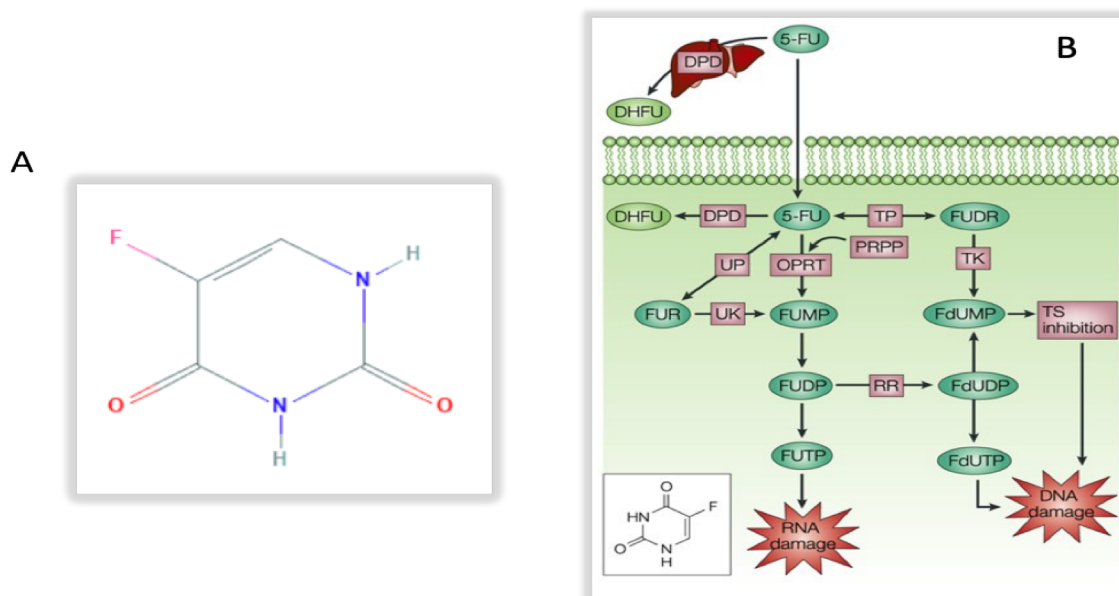 A
F
H
N
O
N
O
H
B
5-FU
DPD
DHFU
DHFU
DPD
5-FU
TP
FUDR
PRPP
UP
OPRT
TK
FUR
UK
FUMP
FdUMP
TS
inhibition
FUDP
RR
FdUDP
FUTP
FdUTP
O
F
HN
O
N
H
RNA
damage
DNA
damage